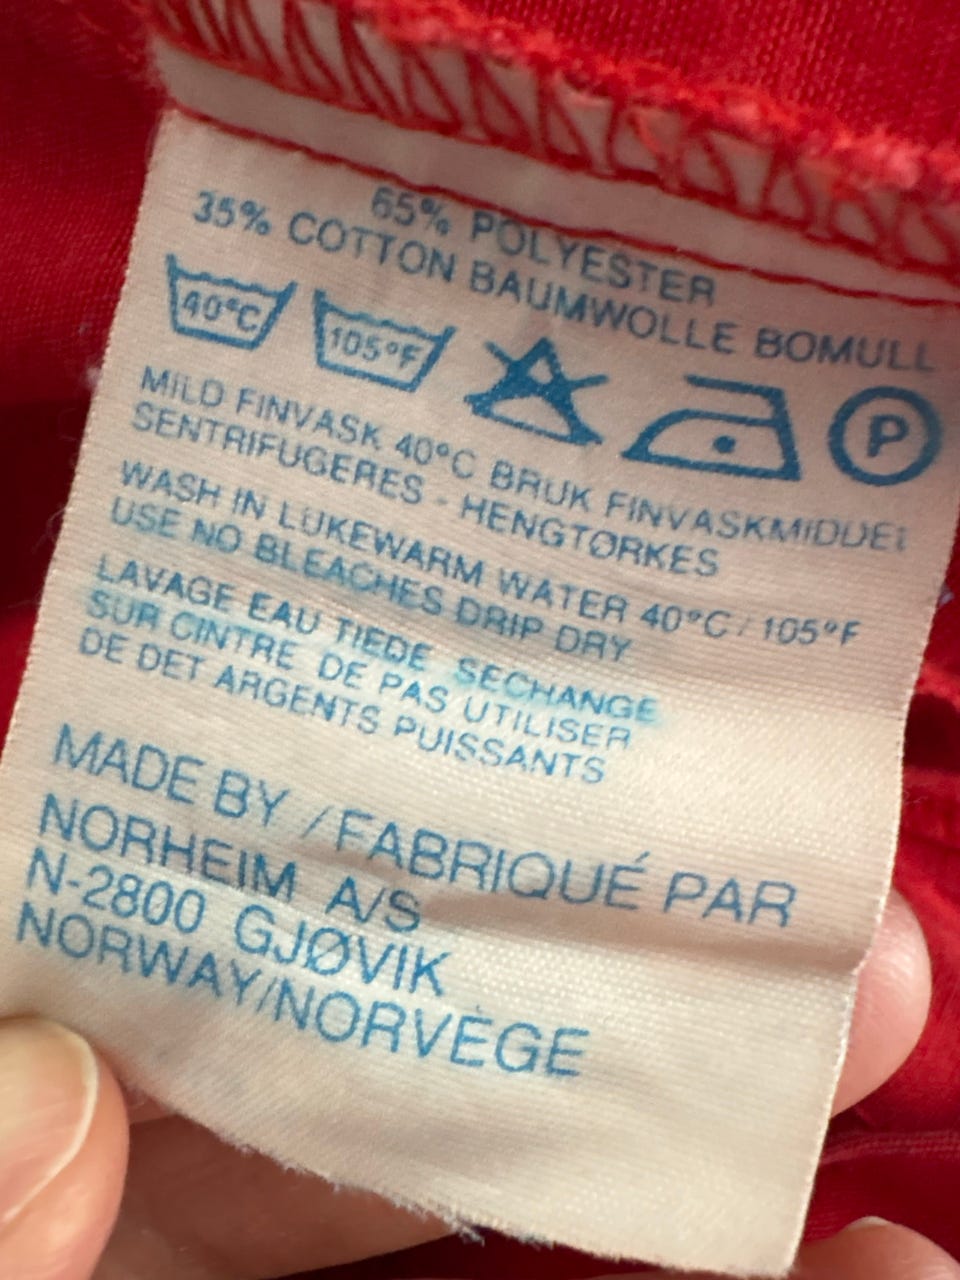 65% POLYESTER
35% COTTON BAUMWOLLE BOMULL
40°C 105°F P
MILD FINVASK 40°C BRUK FINVASKMIDDEL
SENTRIFUGERES - HENGTØRKES
WASH IN LUKEWARM WATER 40°C / 105°F
USE NO BLEACHES DRIP DRY
LAVAGE EAU TIEDE SECHANGE
SUR CINTRE DE PAS UTILISER
DE DET ARGENTS PUISSANTS
MADE BY / FABRIQUÉ PAR
NORHEIM A/S
N-2800 GJØVIK
NORWAY/NORVÈGE